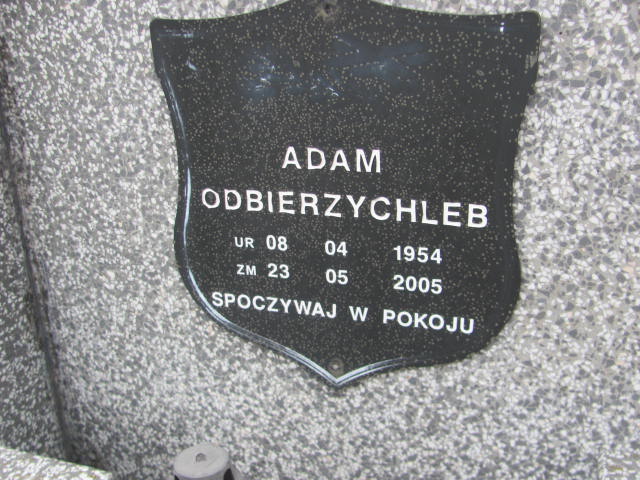 ADAM
ODBIERZYCHLEB
UR 08 04 1954
ZM 23 05 2005
SPOCZYWAJ W POKOJU